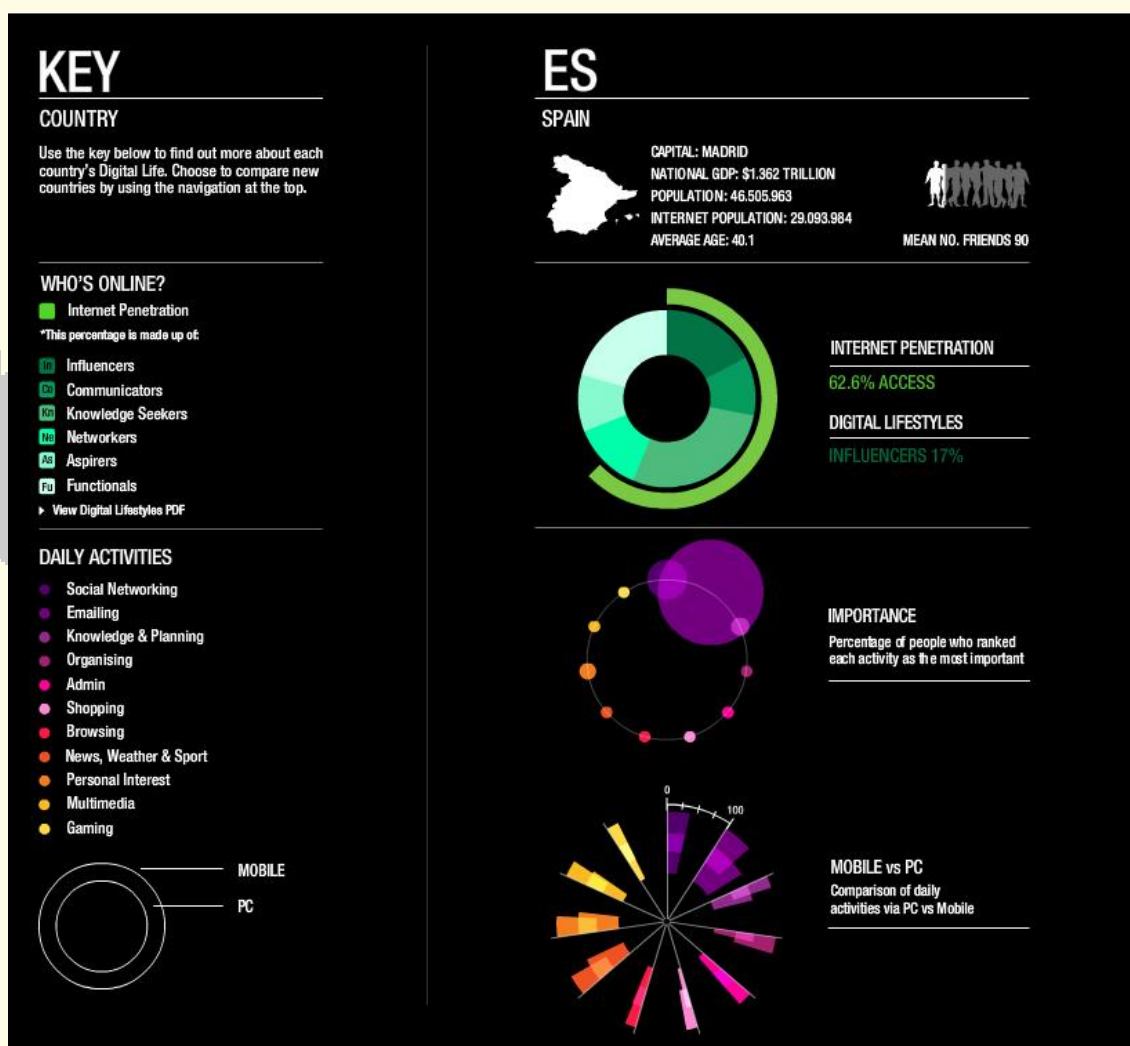 KEY
COUNTRY
Use the key below to find out more about each
country's Digital Life. Choose to compare new
countries by using the navigation at the top.
WHO'S ONLINE?
Internet Penetration
*This percentage is made up of:
In Influencers
Co Communicators
Kn Knowledge Seekers
Ne Networkers
As Aspirers
Fu Functionals
View Digital Lifestyles PDF
DAILY ACTIVITIES
Social Networking
Emailing
Knowledge & Planning
Organising
Admin
Shopping
Browsing
News, Weather & Sport
Personal Interest
Multimedia
Gaming
MOBILE
PC
ES
SPAIN
CAPITAL: MADRID
NATIONAL GDP: $1.362 TRILLION
POPULATION: 46.505.963
INTERNET POPULATION: 29.093.984
AVERAGE AGE: 40.1
MEAN NO. FRIENDS 90
INTERNET PENETRATION
62.6% ACCESS
DIGITAL LIFESTYLES
INFLUENCERS 17%
IMPORTANCE
Percentage of people who ranked
each activity as the most important
0
100
MOBILE vs PC
Comparison of daily
activities via PC vs Mobile